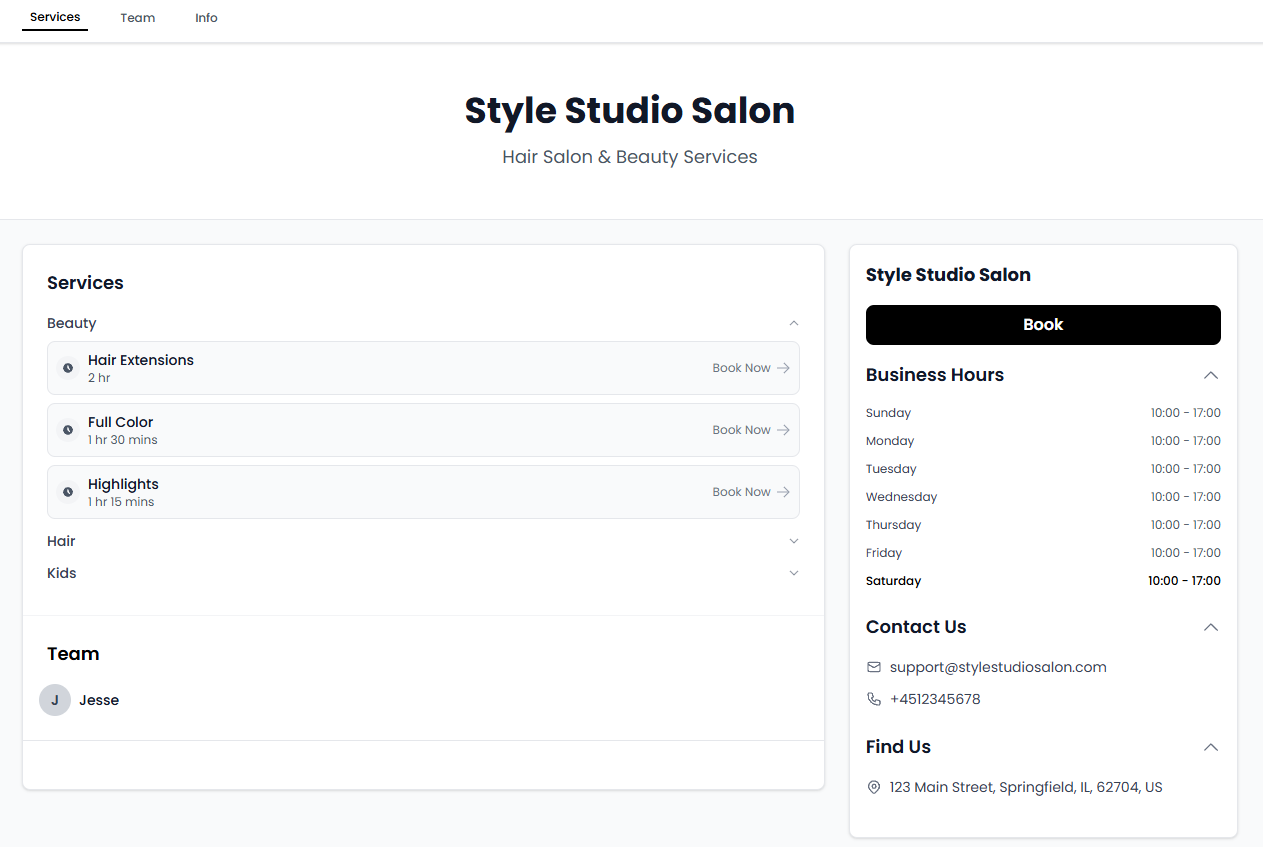 Services
Team
Info
Style Studio Salon
Hair Salon & Beauty Services
Services
Beauty
Hair Extensions
2 hr
Book Now
Full Color
1 hr 30 mins
Book Now
Highlights
1 hr 15 mins
Book Now
Hair
Kids
Team
J
Jesse
Style Studio Salon
Book
Business Hours
Sunday 10:00 - 17:00
Monday 10:00 - 17:00
Tuesday 10:00 - 17:00
Wednesday 10:00 - 17:00
Thursday 10:00 - 17:00
Friday 10:00 - 17:00
Saturday 10:00 - 17:00
Contact Us
support@stylestudiosalon.com
+4512345678
Find Us
123 Main Street, Springfield, IL, 62704, US